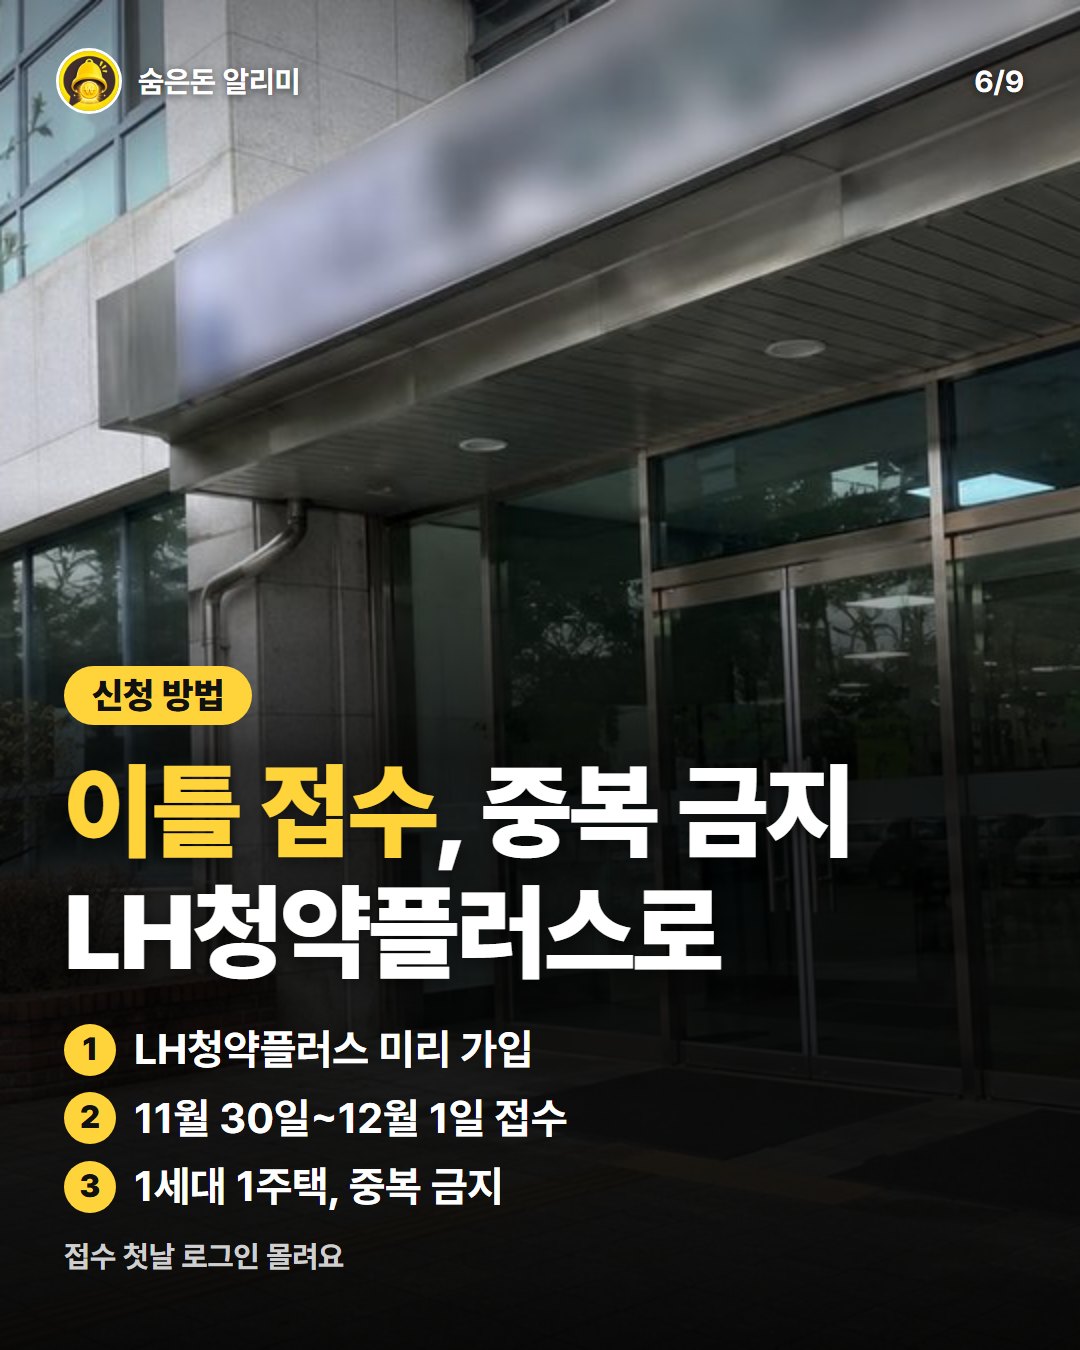 숨은돈 알리미
6/9
신청 방법
이틀 접수, 중복 금지
LH청약플러스로
1 LH청약플러스 미리 가입
2 11월 30일~12월 1일 접수
3 1세대 1주택, 중복 금지
접수 첫날 로그인 몰려요